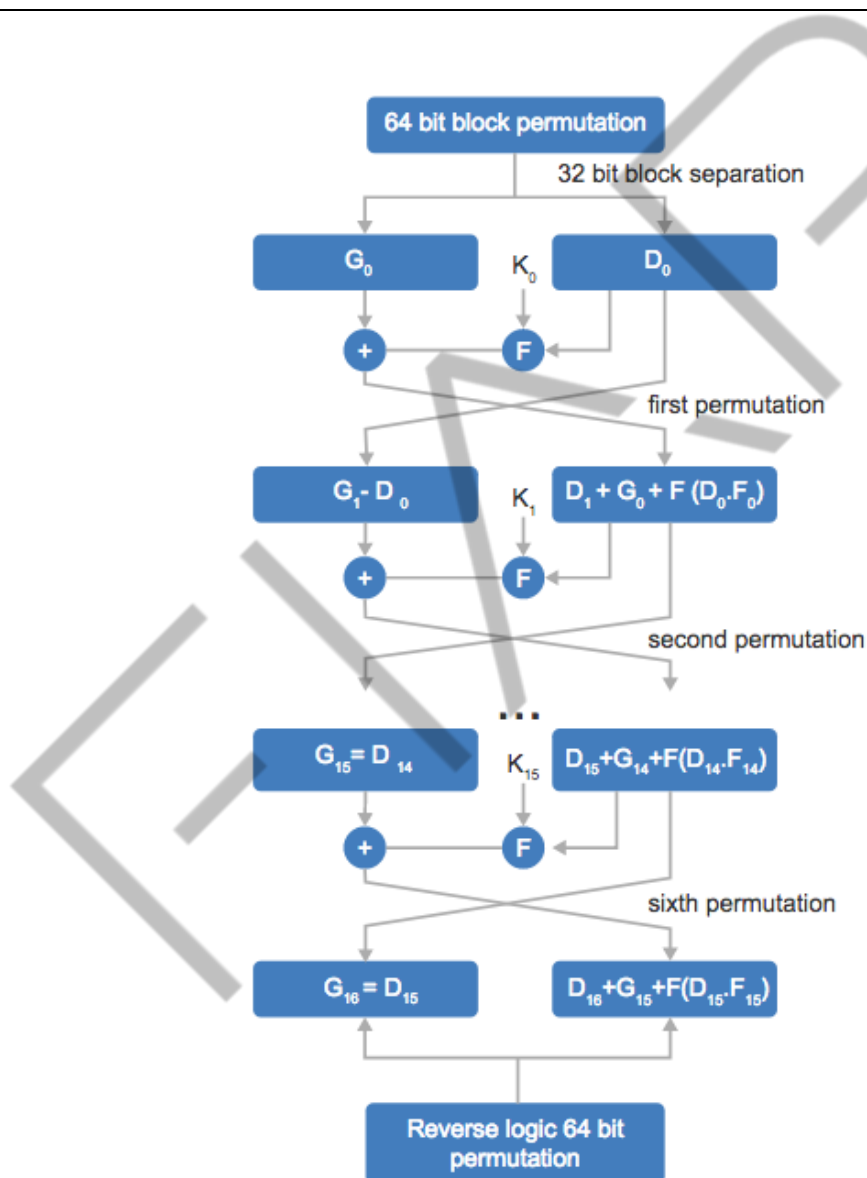 64 bit block permutation
32 bit block separation
G₀
K₀
D₀
+
F
first permutation
G₁- D ₀
K₁
D₁ + G₀ + F (D₀.F₀)
+
F
second permutation
...
G₁₅= D ₁₄
K₁₅
D₁₅+G₁₄+F(D₁₄.F₁₄)
+
F
sixth permutation
G₁₆ = D₁₅
D₁₆+G₁₅+F(D₁₅.F₁₅)
Reverse logic 64 bit
permutation